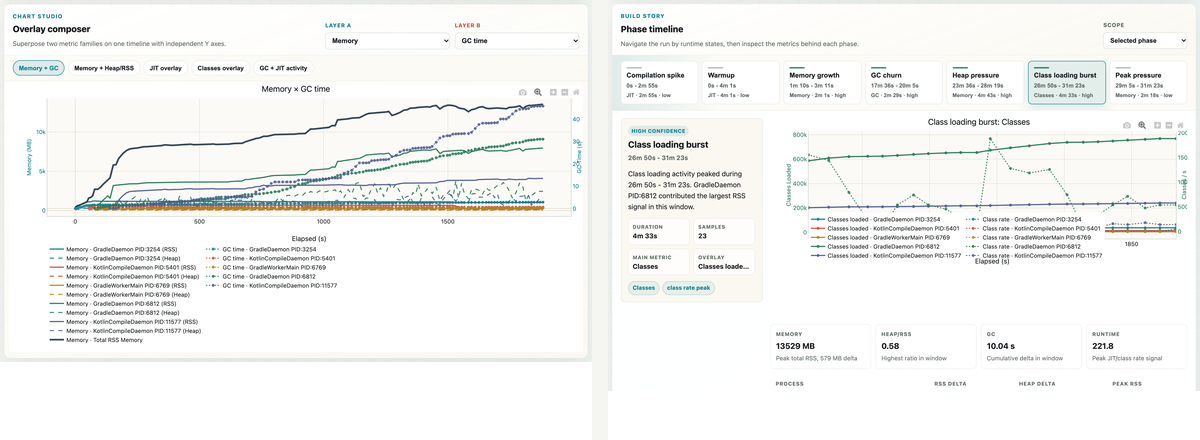 CHART STUDIO
Overlay composer
Superpose two metric families on one timeline with independent Y axes.
LAYER A
Memory
LAYER B
GC time
Memory + GC
Memory + Heap/RSS
JIT overlay
Classes overlay
GC + JIT activity
Memory × GC time
Memory (MB)
10k
5k
0
40
30
20
10
0
GC time (s)
0
500
1000
1500
Elapsed (s)
Memory · GradleDaemon PID:3254 (RSS)
Memory · GradleDaemon PID:3254 (Heap)
Memory · KotlinCompileDaemon PID:5401 (RSS)
Memory · KotlinCompileDaemon PID:5401 (Heap)
Memory · GradleWorkerMain PID:6769 (RSS)
Memory · GradleWorkerMain PID:6769 (Heap)
Memory · GradleDaemon PID:6812 (RSS)
Memory · GradleDaemon PID:6812 (Heap)
Memory · KotlinCompileDaemon PID:11577 (RSS)
Memory · KotlinCompileDaemon PID:11577 (Heap)
Memory · Total RSS Memory
GC time · GradleDaemon PID:3254
GC time · KotlinCompileDaemon PID:5401
GC time · GradleWorkerMain PID:6769
GC time · GradleDaemon PID:6812
GC time · KotlinCompileDaemon PID:11577
BUILD STORY
Phase timeline
Navigate the run by runtime states, then inspect the metrics behind each phase.
SCOPE
Selected phase
Compilation spike
0s - 2m 55s
JIT · 2m 55s · low
Warmup
0s - 4m 1s
JIT · 4m 1s · low
Memory growth
1m 10s - 3m 11s
Memory · 2m 1s · high
GC churn
17m 36s - 20m 5s
GC · 2m 29s · high
Heap pressure
23m 36s - 28m 19s
Memory · 4m 43s · high
Class loading burst
26m 50s - 31m 23s
Classes · 4m 33s · high
Peak pressure
29m 5s - 31m 23s
Memory · 2m 18s · low
HIGH CONFIDENCE
Class loading burst
26m 50s - 31m 23s
Class loading activity peaked during
26m 50s - 31m 23s. GradleDaemon
PID:6812 contributed the largest RSS
signal in this window.
DURATION
4m 33s
SAMPLES
23
MAIN METRIC
Classes
OVERLAY
Classes loade...
Classes
class rate peak
Class loading burst: Classes
Classes loaded
800k
600k
400k
200k
0
200
150
100
50
0
Classes loaded · GradleDaemon PID:3254
Classes loaded · KotlinCompileDaemon PID:5401
Classes loaded · GradleWorkerMain PID:6769
Classes loaded · GradleDaemon PID:6812
Classes loaded · KotlinCompileDaemon PID:11577
Class rate · GradleDaemon PID:3254
Class rate · KotlinCompileDaemon PID:5401
Class rate · GradleWorkerMain PID:6769
Class rate · GradleDaemon PID:6812
Class rate · KotlinCompileDaemon PID:11577
1850
Elapsed (s)
MEMORY
13529 MB
Peak total RSS, 579 MB delta
HEAP/RSS
0.58
Highest ratio in window
GC
10.04 s
Cumulative delta in window
RUNTIME
221.8
Peak JIT/class rate signal
PROCESS
RSS DELTA
HEAP DELTA
PEAK RSS